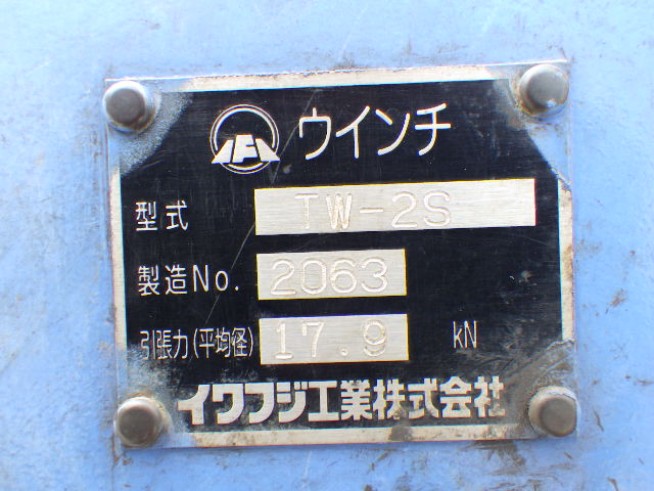 ウインチ
型式 TW-2S
製造No. 2063
引張力(平均径) 17.9 kN
イワフジ工業株式会社